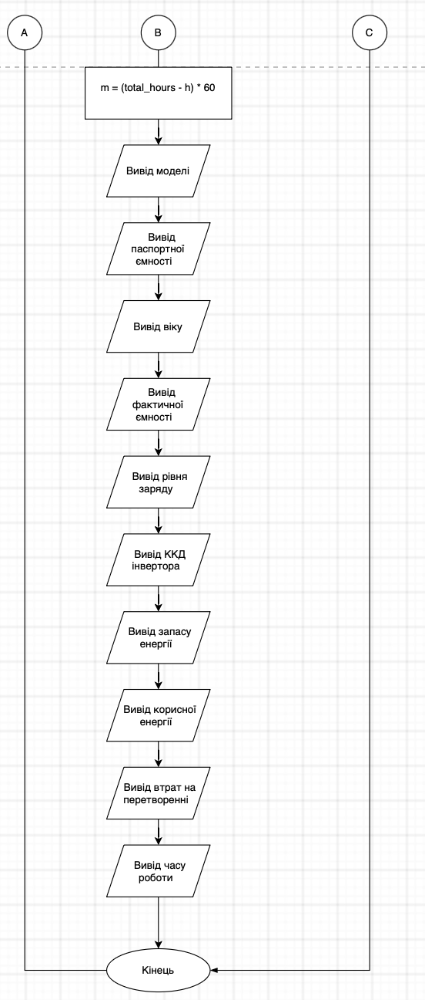 A
B
C
m = (total_hours - h) * 60
Вивід моделі
Вивід
паспортної
ємності
Вивід віку
Вивід
фактичної
ємності
Вивід рівня
заряду
Вивід ККД
інвертора
Вивід запасу
енергії
Вивід корисної
енергії
Вивід втрат на
перетворенні
Вивід часу
роботи
Кінець